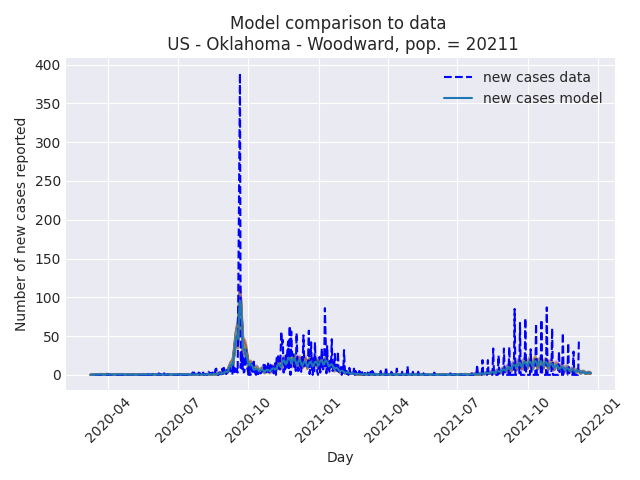 Model comparison to data
US - Oklahoma - Woodward, pop. = 20211
new cases data
new cases model
Number of new cases reported
400
350
300
250
200
150
100
50
0
2020-04
2020-07
2020-10
2021-01
2021-04
2021-07
2021-10
2022-01
Day